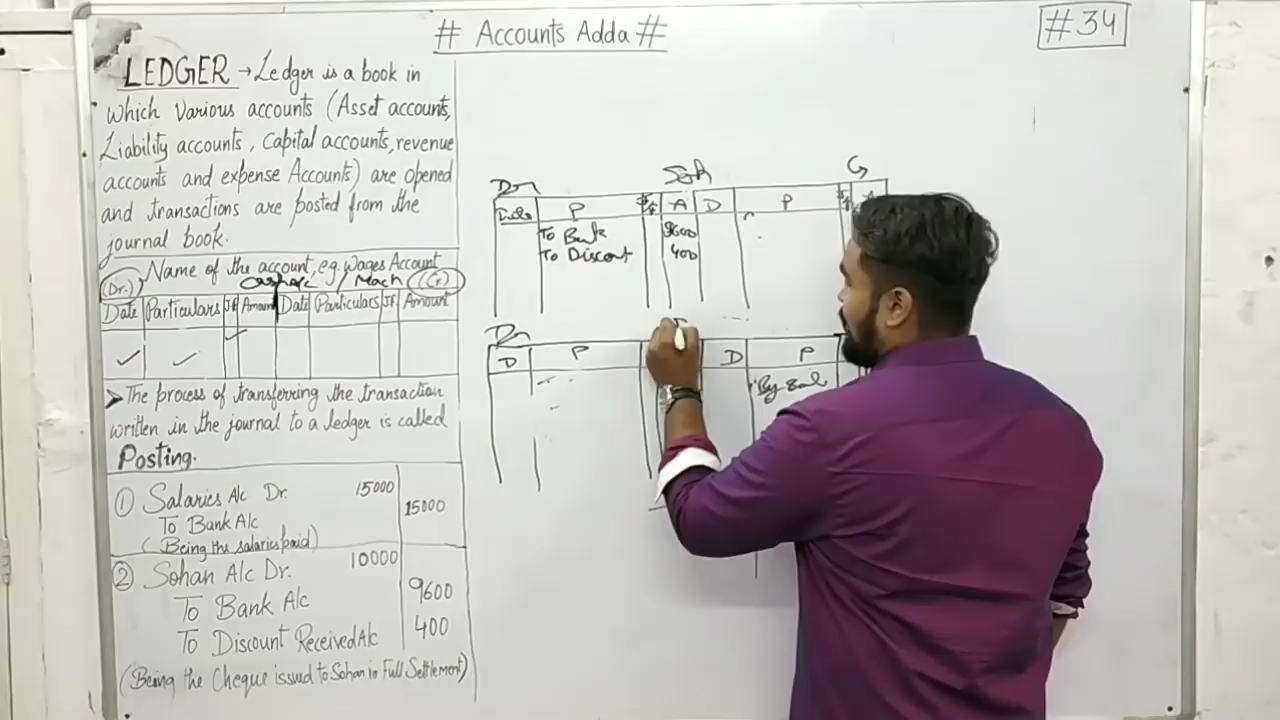 # Accounts Adda #
#34
LEDGER → Ledger is a book in
which Various accounts (Asset accounts,
Liability accounts, Capital accounts, revenue
accounts and expense Accounts) are opened
and transactions are posted from the
journal book.
Name of the account, e.g. Wages Account
(Dr.) Cash A/c / Mach (Cr.)
Date Particulars J.F Amount Date Particulars J.F Amount
➤ The process of transferring the transaction
written in the journal to a ledger is called
Posting.
① Salaries A/c Dr. 15000
To Bank A/c 15000
(Being the salaries paid)
② Sohan A/c Dr. 10000
To Bank A/c 9600
To Discount Received A/c 400
(Being the Cheque issued to Sohan in Full Settlement)
Dr
Date P A D P A
To Bank 9600
To Discount 400
Dr
D P D P
By